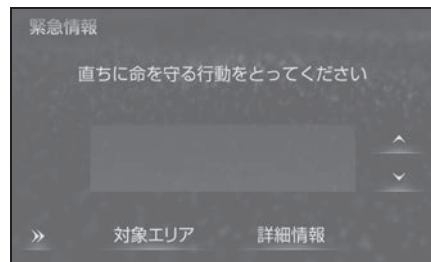 緊急情報
直ちに命を守る行動をとってください
対象エリア 詳細情報